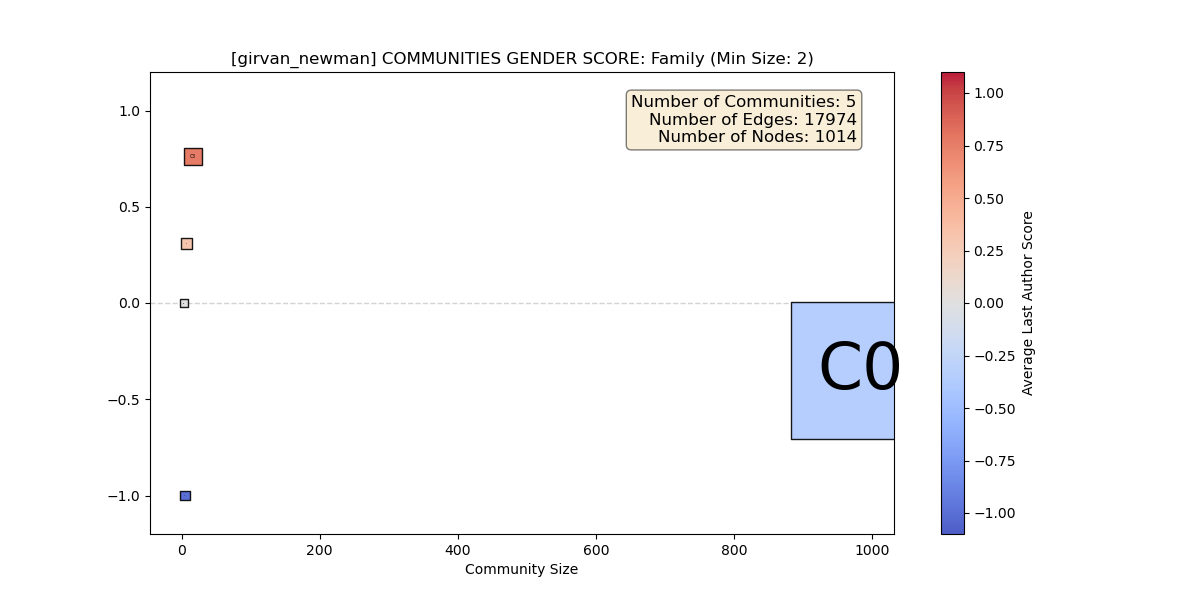 [girvan_newman] COMMUNITIES GENDER SCORE: Family (Min Size: 2)
Number of Communities: 5
Number of Edges: 17974
Number of Nodes: 1014
1.0
0.5
0.0
−0.5
−1.0
C0
0
200
400
600
800
1000
Community Size
1.00
0.75
0.50
0.25
0.00
−0.25
−0.50
−0.75
−1.00
Average Last Author Score